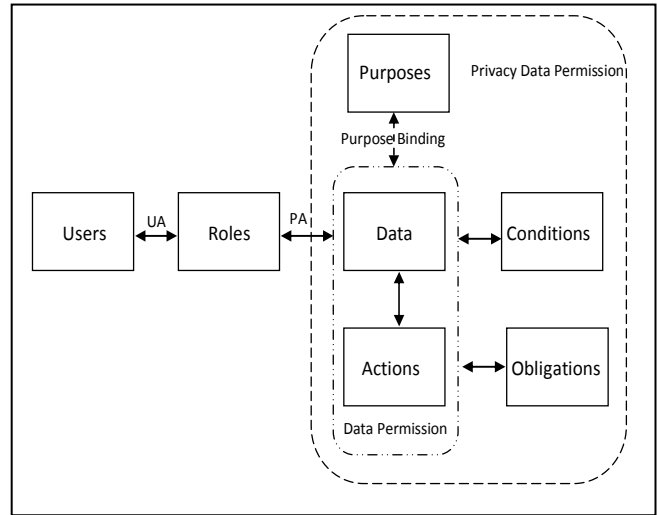 Purposes
Privacy Data Permission
Purpose Binding
UA
PA
Users
Roles
Data
Conditions
Actions
Obligations
Data Permission